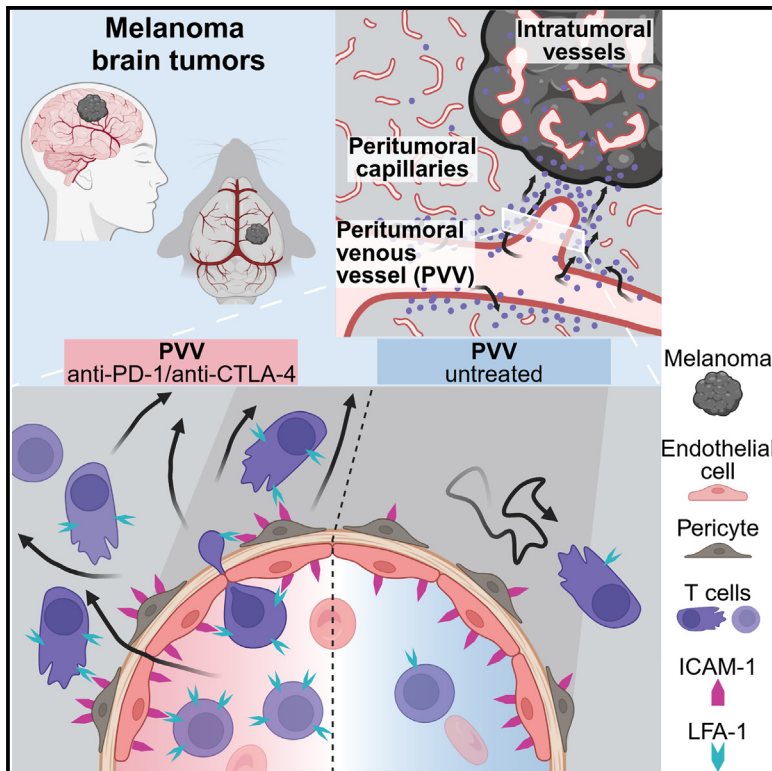 Melanoma
brain tumors
Intratumoral
vessels
Peritumoral
capillaries
Peritumoral
venous
vessel (PVV)
PVV
anti-PD-1/anti-CTLA-4
PVV
untreated
Melanoma
Endothelial
cell
Pericyte
T cells
ICAM-1
LFA-1